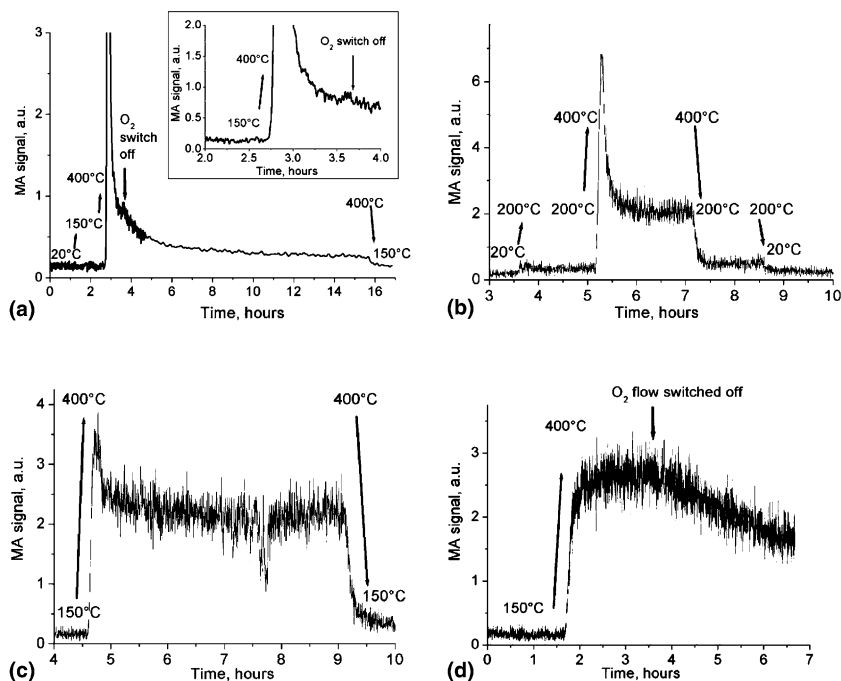 3
2
1
0
MA signal, a.u.
O2
switch
off
400°C
150°C
20°C
400°C
150°C
0 2 4 6 8 10 12 14 16
Time, hours
(a)
2.0
1.5
1.0
0.5
0.0
MA signal, a.u.
O2 switch off
400°C
150°C
2.0 2.5 3.0 3.5 4.0
Time, hours
8
6
4
2
0
MA signal, a.u.
400°C
400°C
200°C
200°C
200°C
200°C
20°C
20°C
3 4 5 6 7 8 9 10
Time, hours
(b)
4
3
2
1
0
MA signal, a.u.
400°C
400°C
150°C
150°C
4 5 6 7 8 9 10
Time, hours
(c)
4
3
2
1
0
MA signal, a.u.
O2 flow switched off
400°C
150°C
0 1 2 3 4 5 6 7
Time, hours
(d)